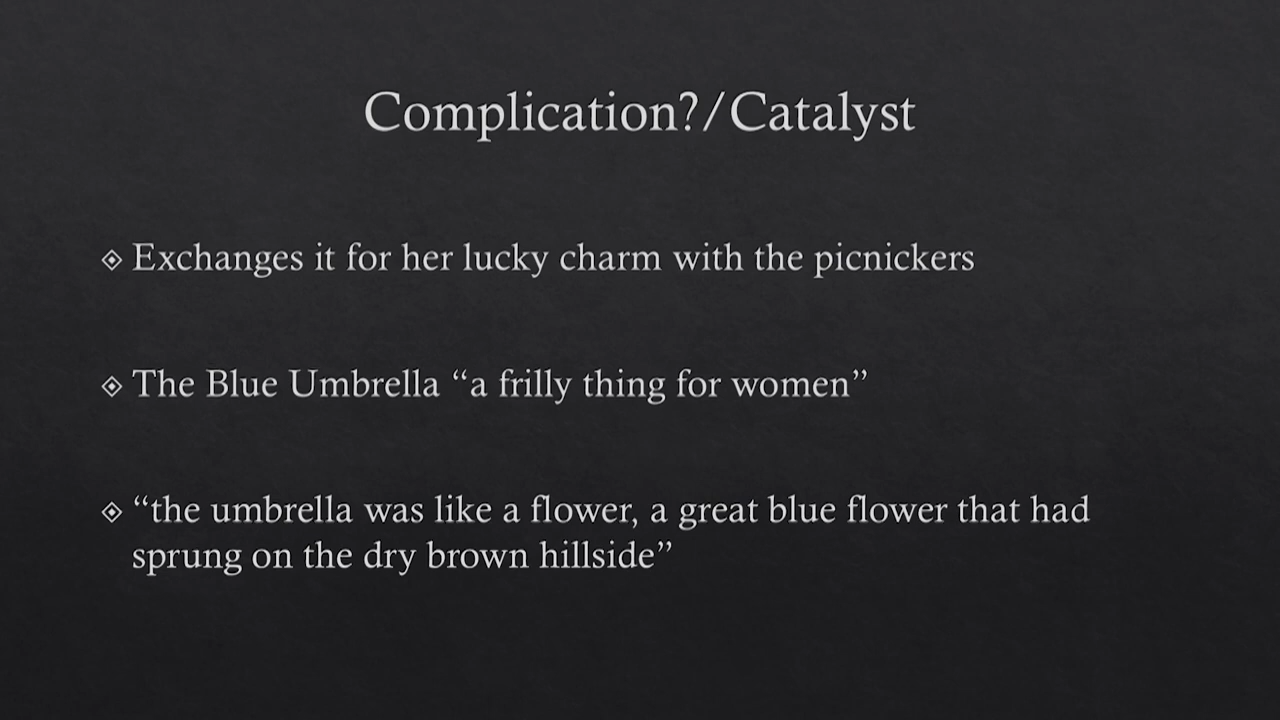 Complication?/Catalyst
Exchanges it for her lucky charm with the picnickers
The Blue Umbrella “a frilly thing for women”
“the umbrella was like a flower, a great blue flower that had
sprung on the dry brown hillside”